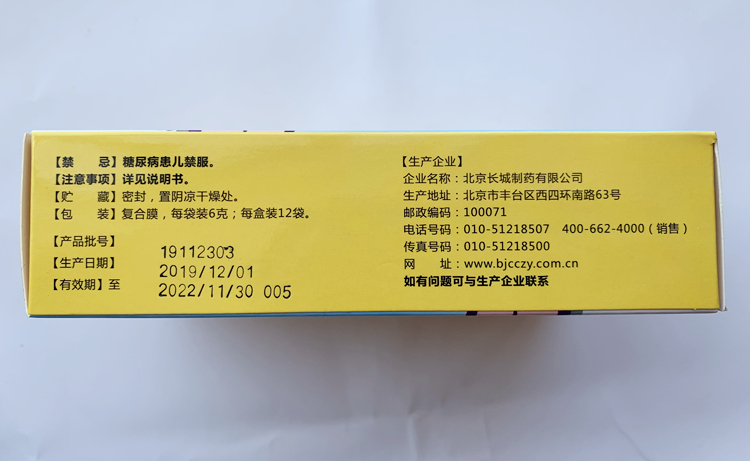 【禁　忌】糖尿病患儿禁服。
【注意事项】详见说明书。
【贮　藏】密封，置阴凉干燥处。
【包　装】复合膜，每袋装6克；每盒装12袋。
【产品批号】 19112303
【生产日期】 2019/12/01
【有效期】至 2022/11/30 005
【生产企业】
企业名称：北京长城制药有限公司
生产地址：北京市丰台区西四环南路63号
邮政编码：100071
电话号码：010-51218507 400-662-4000（销售）
传真号码：010-51218500
网　址：www.bjcczy.com.cn
如有问题可与生产企业联系